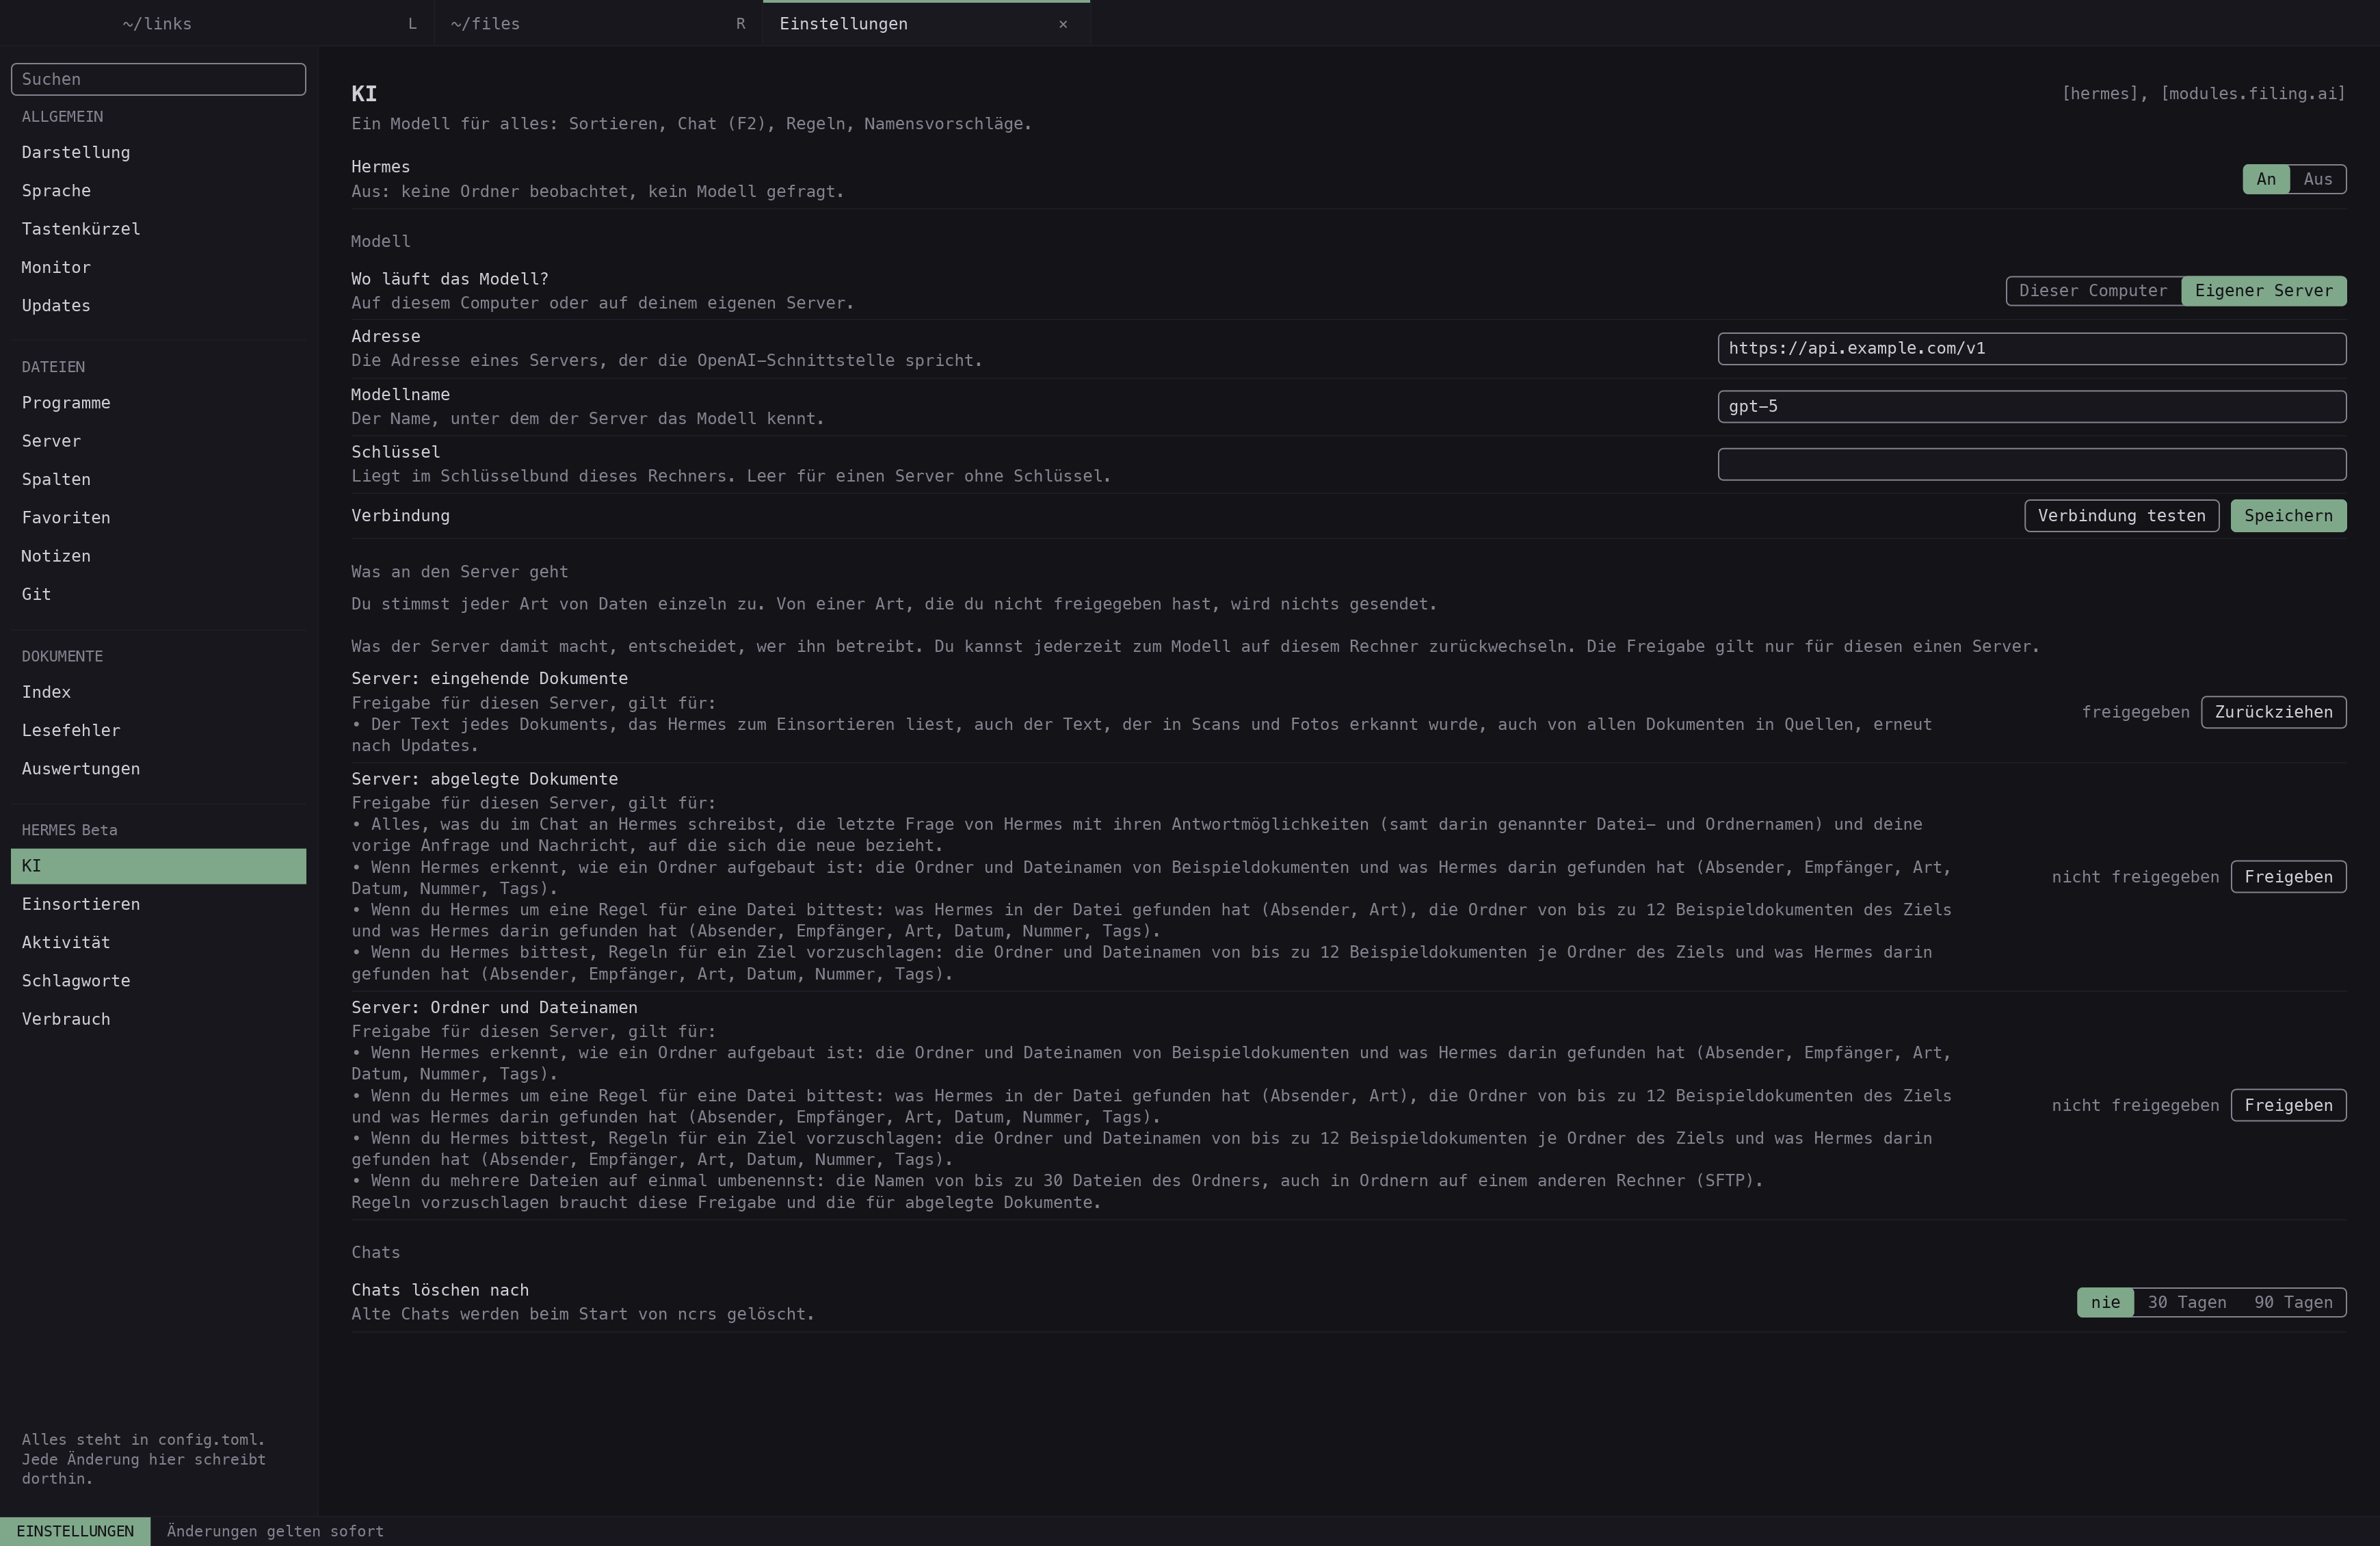 ~/links L ~/files R Einstellungen ×
Suchen
ALLGEMEIN
Darstellung
Sprache
Tastenkürzel
Monitor
Updates
DATEIEN
Programme
Server
Spalten
Favoriten
Notizen
Git
DOKUMENTE
Index
Lesefehler
Auswertungen
HERMES Beta
KI
Einsortieren
Aktivität
Schlagworte
Verbrauch
Alles steht in config.toml.
Jede Änderung hier schreibt
dorthin.
KI [hermes], [modules.filing.ai]
Ein Modell für alles: Sortieren, Chat (F2), Regeln, Namensvorschläge.
Hermes
Aus: keine Ordner beobachtet, kein Modell gefragt.
An Aus
Modell
Wo läuft das Modell?
Auf diesem Computer oder auf deinem eigenen Server.
Dieser Computer Eigener Server
Adresse
Die Adresse eines Servers, der die OpenAI-Schnittstelle spricht.
https://api.example.com/v1
Modellname
Der Name, unter dem der Server das Modell kennt.
gpt-5
Schlüssel
Liegt im Schlüsselbund dieses Rechners. Leer für einen Server ohne Schlüssel.
Verbindung Verbindung testen Speichern
Was an den Server geht
Du stimmst jeder Art von Daten einzeln zu. Von einer Art, die du nicht freigegeben hast, wird nichts gesendet.
Was der Server damit macht, entscheidet, wer ihn betreibt. Du kannst jederzeit zum Modell auf diesem Rechner zurückwechseln. Die Freigabe gilt nur für diesen einen Server.
Server: eingehende Dokumente
Freigabe für diesen Server, gilt für:
• Der Text jedes Dokuments, das Hermes zum Einsortieren liest, auch der Text, der in Scans und Fotos erkannt wurde, auch von allen Dokumenten in Quellen, erneut
nach Updates.
freigegeben Zurückziehen
Server: abgelegte Dokumente
Freigabe für diesen Server, gilt für:
• Alles, was du im Chat an Hermes schreibst, die letzte Frage von Hermes mit ihren Antwortmöglichkeiten (samt darin genannter Datei- und Ordnernamen) und deine
vorige Anfrage und Nachricht, auf die sich die neue bezieht.
• Wenn Hermes erkennt, wie ein Ordner aufgebaut ist: die Ordner und Dateinamen von Beispieldokumenten und was Hermes darin gefunden hat (Absender, Empfänger, Art,
Datum, Nummer, Tags).
• Wenn du Hermes um eine Regel für eine Datei bittest: was Hermes in der Datei gefunden hat (Absender, Art), die Ordner von bis zu 12 Beispieldokumenten des Ziels
und was Hermes darin gefunden hat (Absender, Empfänger, Art, Datum, Nummer, Tags).
• Wenn du Hermes bittest, Regeln für ein Ziel vorzuschlagen: die Ordner und Dateinamen von bis zu 12 Beispieldokumenten je Ordner des Ziels und was Hermes darin
gefunden hat (Absender, Empfänger, Art, Datum, Nummer, Tags).
nicht freigegeben Freigeben
Server: Ordner und Dateinamen
Freigabe für diesen Server, gilt für:
• Wenn Hermes erkennt, wie ein Ordner aufgebaut ist: die Ordner und Dateinamen von Beispieldokumenten und was Hermes darin gefunden hat (Absender, Empfänger, Art,
Datum, Nummer, Tags).
• Wenn du Hermes um eine Regel für eine Datei bittest: was Hermes in der Datei gefunden hat (Absender, Art), die Ordner von bis zu 12 Beispieldokumenten des Ziels
und was Hermes darin gefunden hat (Absender, Empfänger, Art, Datum, Nummer, Tags).
• Wenn du Hermes bittest, Regeln für ein Ziel vorzuschlagen: die Ordner und Dateinamen von bis zu 12 Beispieldokumenten je Ordner des Ziels und was Hermes darin
gefunden hat (Absender, Empfänger, Art, Datum, Nummer, Tags).
• Wenn du mehrere Dateien auf einmal umbenennst: die Namen von bis zu 30 Dateien des Ordners, auch in Ordnern auf einem anderen Rechner (SFTP).
Regeln vorzuschlagen braucht diese Freigabe und die für abgelegte Dokumente.
nicht freigegeben Freigeben
Chats
Chats löschen nach
Alte Chats werden beim Start von ncrs gelöscht.
nie 30 Tagen 90 Tagen
EINSTELLUNGEN Änderungen gelten sofort